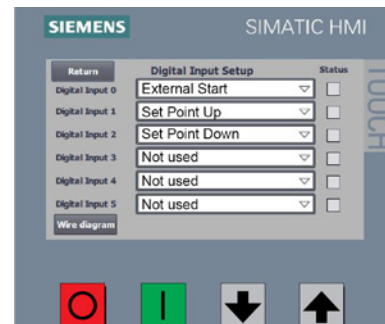 SIEMENS SIMATIC HMI
Return Digital Input Setup Status
Digital Input 0 External Start
Digital Input 1 Set Point Up
Digital Input 2 Set Point Down
Digital Input 3 Not used
Digital Input 4 Not used
Digital Input 5 Not used
Wire diagram
TOUCH